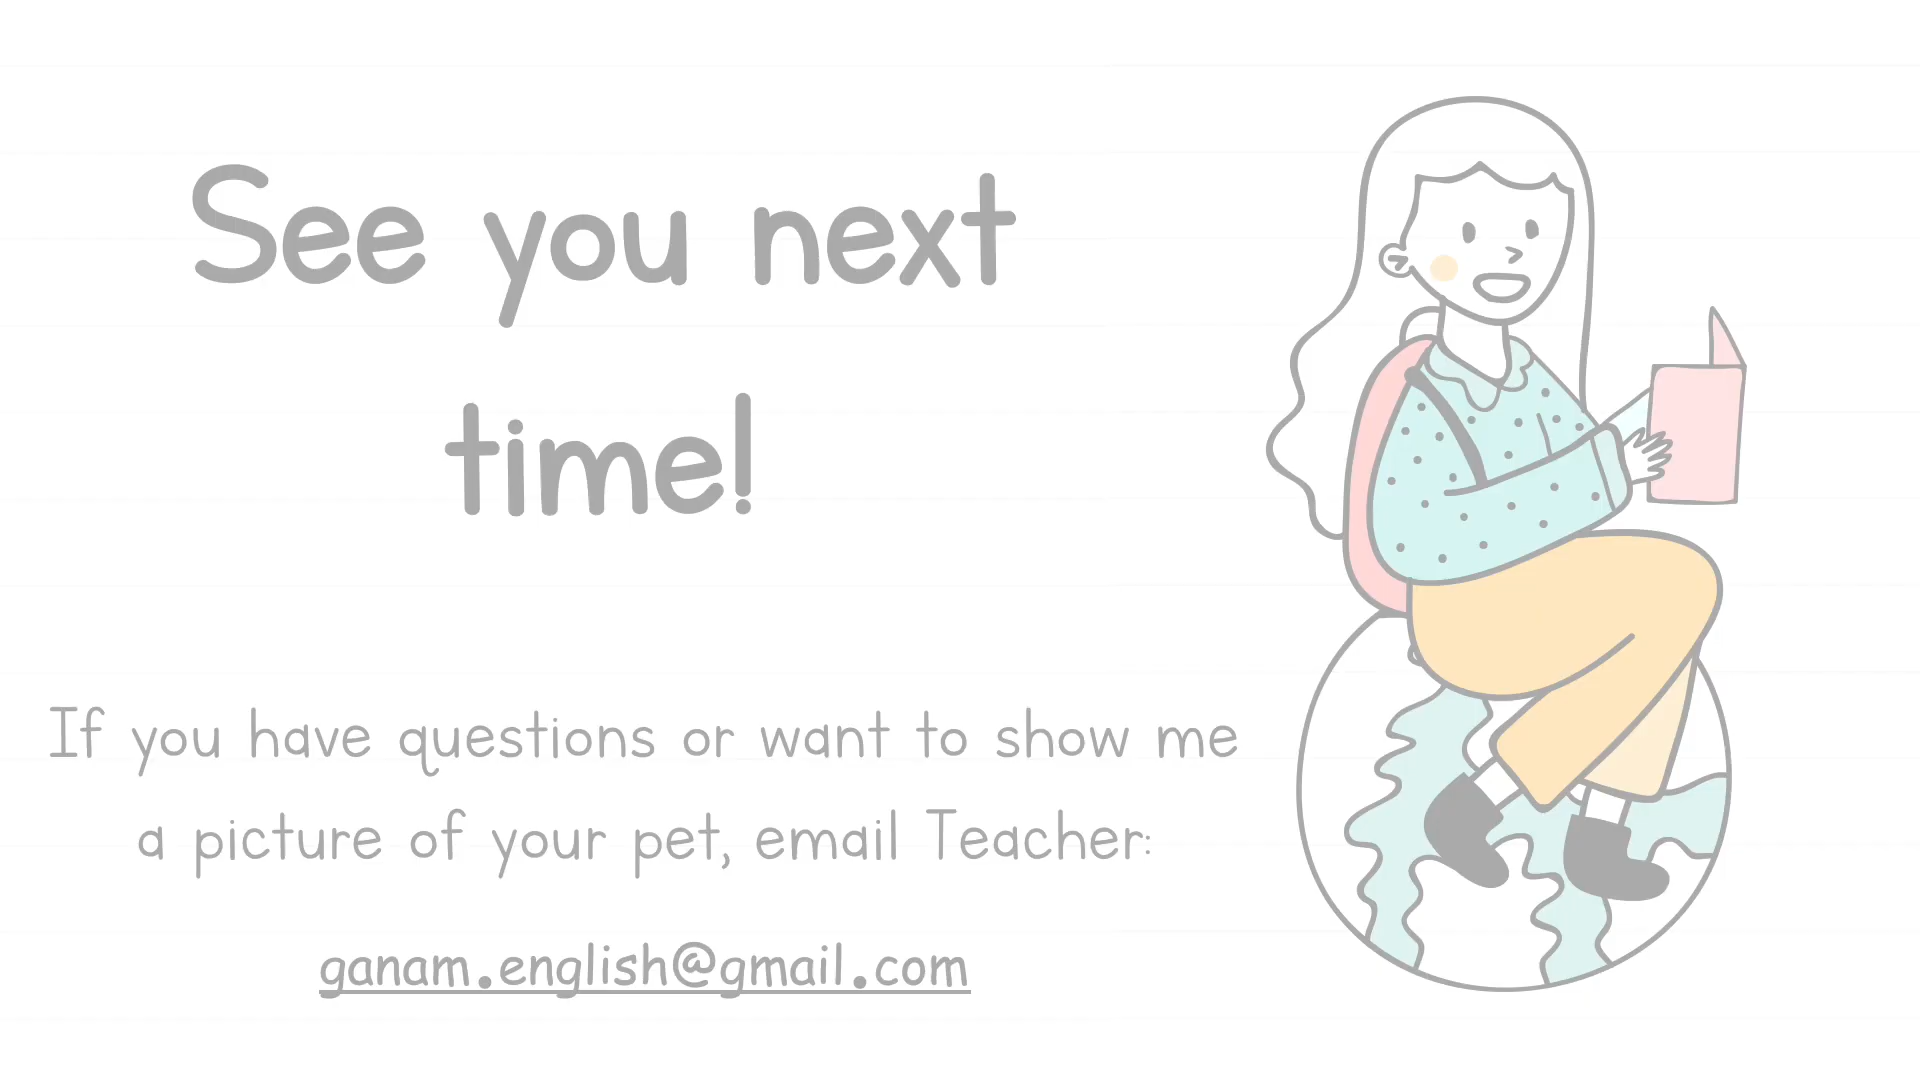 See you next
time!
If you have questions or want to show me
a picture of your pet, email Teacher:
ganam.english@gmail.com